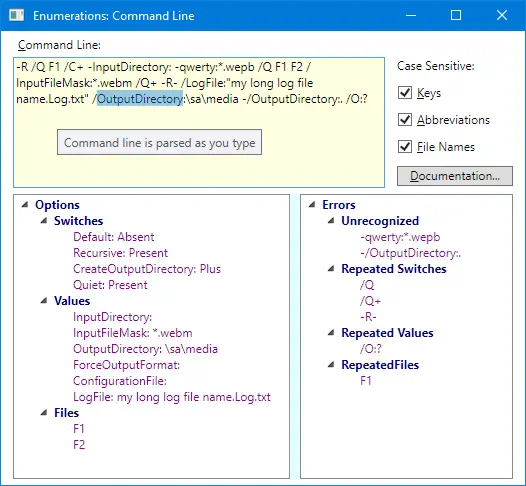 Enumerations: Command Line
Command Line:
-R /Q F1 /C+ -InputDirectory: -qwerty:*.wepb /Q F1 F2 /
InputFileMask:*.webm /Q+ -R- /LogFile:"my long log file
name.Log.txt" /OutputDirectory:\sa\media -/OutputDirectory:. /O:?
Command line is parsed as you type
Case Sensitive:
Keys
Abbreviations
File Names
Documentation...
Options
Switches
Default: Absent
Recursive: Present
CreateOutputDirectory: Plus
Quiet: Present
Values
InputDirectory:
InputFileMask: *.webm
OutputDirectory: \sa\media
ForceOutputFormat:
ConfigurationFile:
LogFile: my long log file name.Log.txt
Files
F1
F2
Errors
Unrecognized
-qwerty:*.wepb
-/OutputDirectory:.
Repeated Switches
/Q
/Q+
-R-
Repeated Values
/O:?
RepeatedFiles
F1